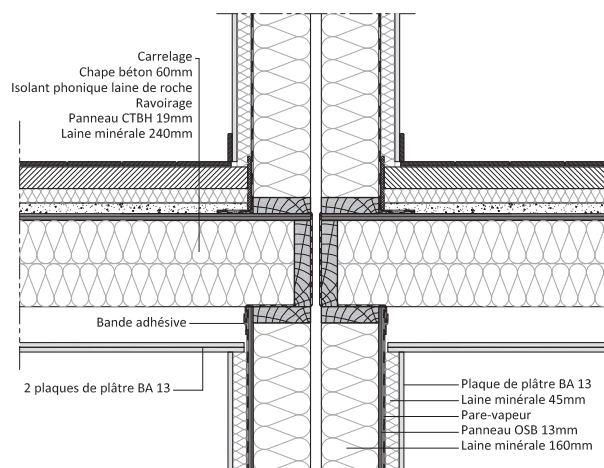 Carrelage
Chape béton 60mm
Isolant phonique laine de roche
Ravoirage
Panneau CTBH 19mm
Laine minérale 240mm
Bande adhésive
2 plaques de plâtre BA 13
Plaque de plâtre BA 13
Laine minérale 45mm
Pare-vapeur
Panneau OSB 13mm
Laine minérale 160mm